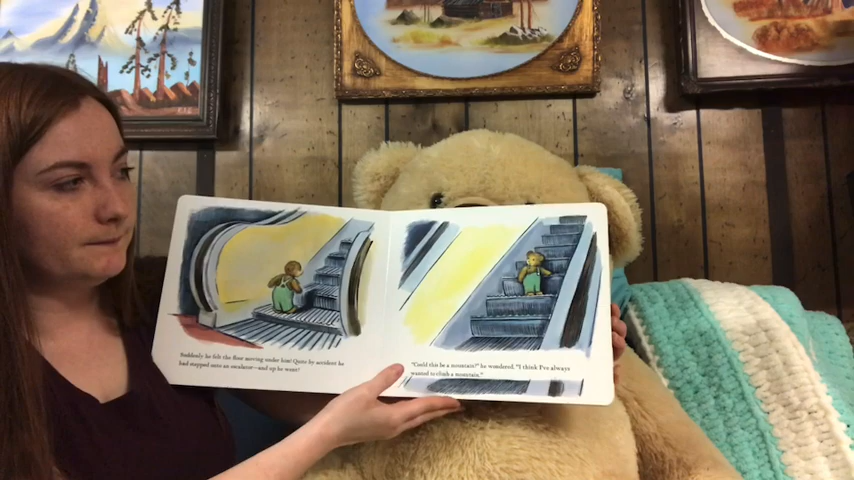 Suddenly he felt the floor moving under him! Quite by accident he
had stepped onto an escalator—and up he went!
"Could this be a mountain?" he wondered. "I think I've always
wanted to climb a mountain."